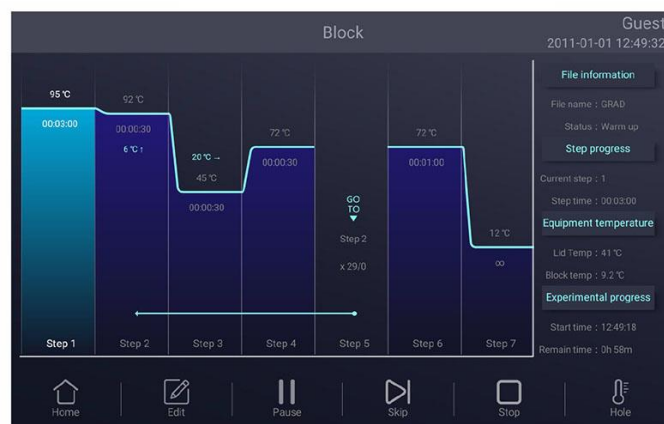 Block
Guest
2011-01-01 12:49:32
95 ℃
00:03:00
92 ℃
00:00:30
6 ℃ ↑
20 ℃ →
45 ℃
00:00:30
72 ℃
00:00:30
GO
TO
Step 2
x 29/0
72 ℃
00:01:00
12 ℃
∞
Step 1
Step 2
Step 3
Step 4
Step 5
Step 6
Step 7
File information
File name : GRAD
Status : Warm up
Step progress
Current step : 1
Step time : 00:03:00
Equipment temperature
Lid Temp : 41 ℃
Block temp : 9.2 ℃
Experimental progress
Start time : 12:49:18
Remain time : 0h 58m
Home
Edit
Pause
Skip
Stop
Hole